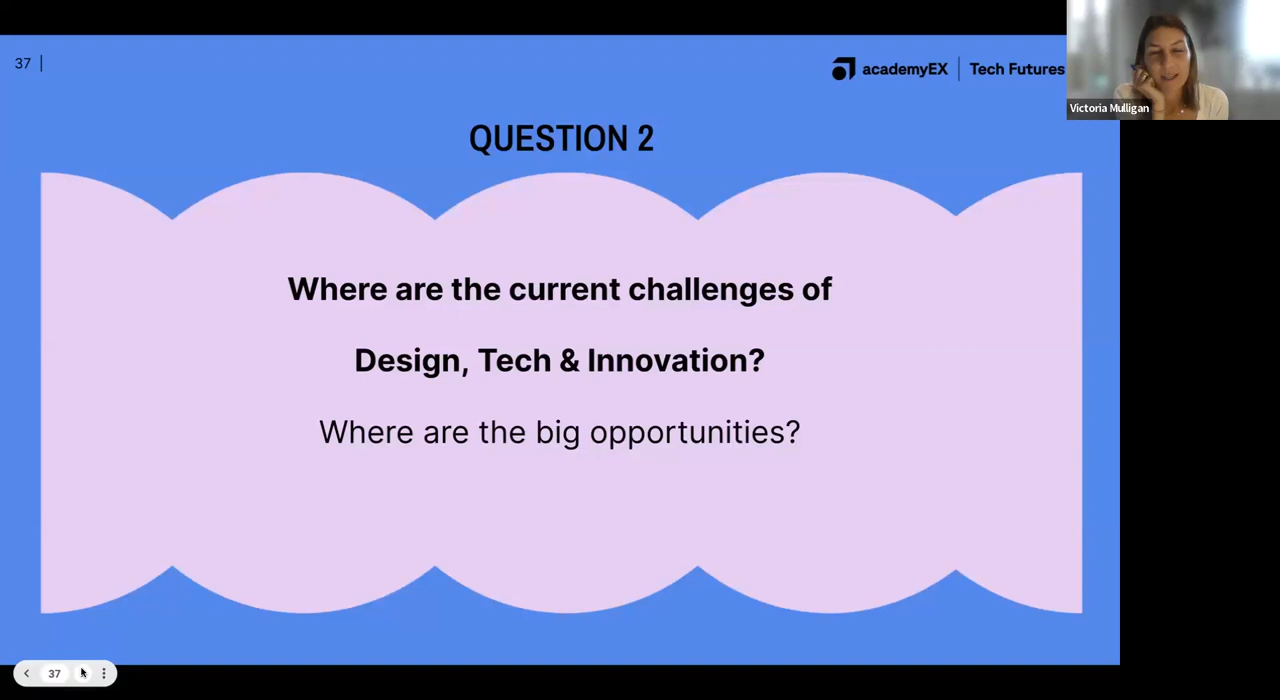 37 |
academyEX | Tech Futures
Victoria Mulligan
QUESTION 2
Where are the current challenges of
Design, Tech & Innovation?
Where are the big opportunities?
37